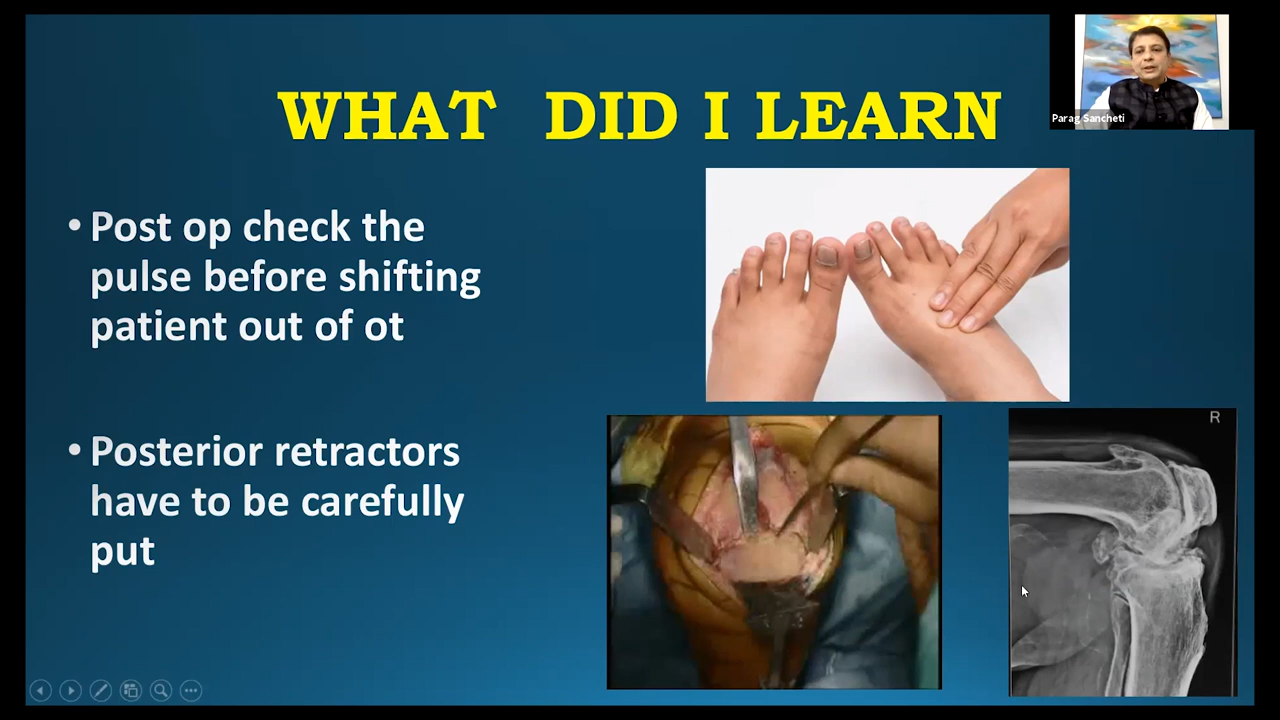 WHAT DID I LEARN
Parag Sancheti
• Post op check the
pulse before shifting
patient out of ot
• Posterior retractors
have to be carefully
put
R